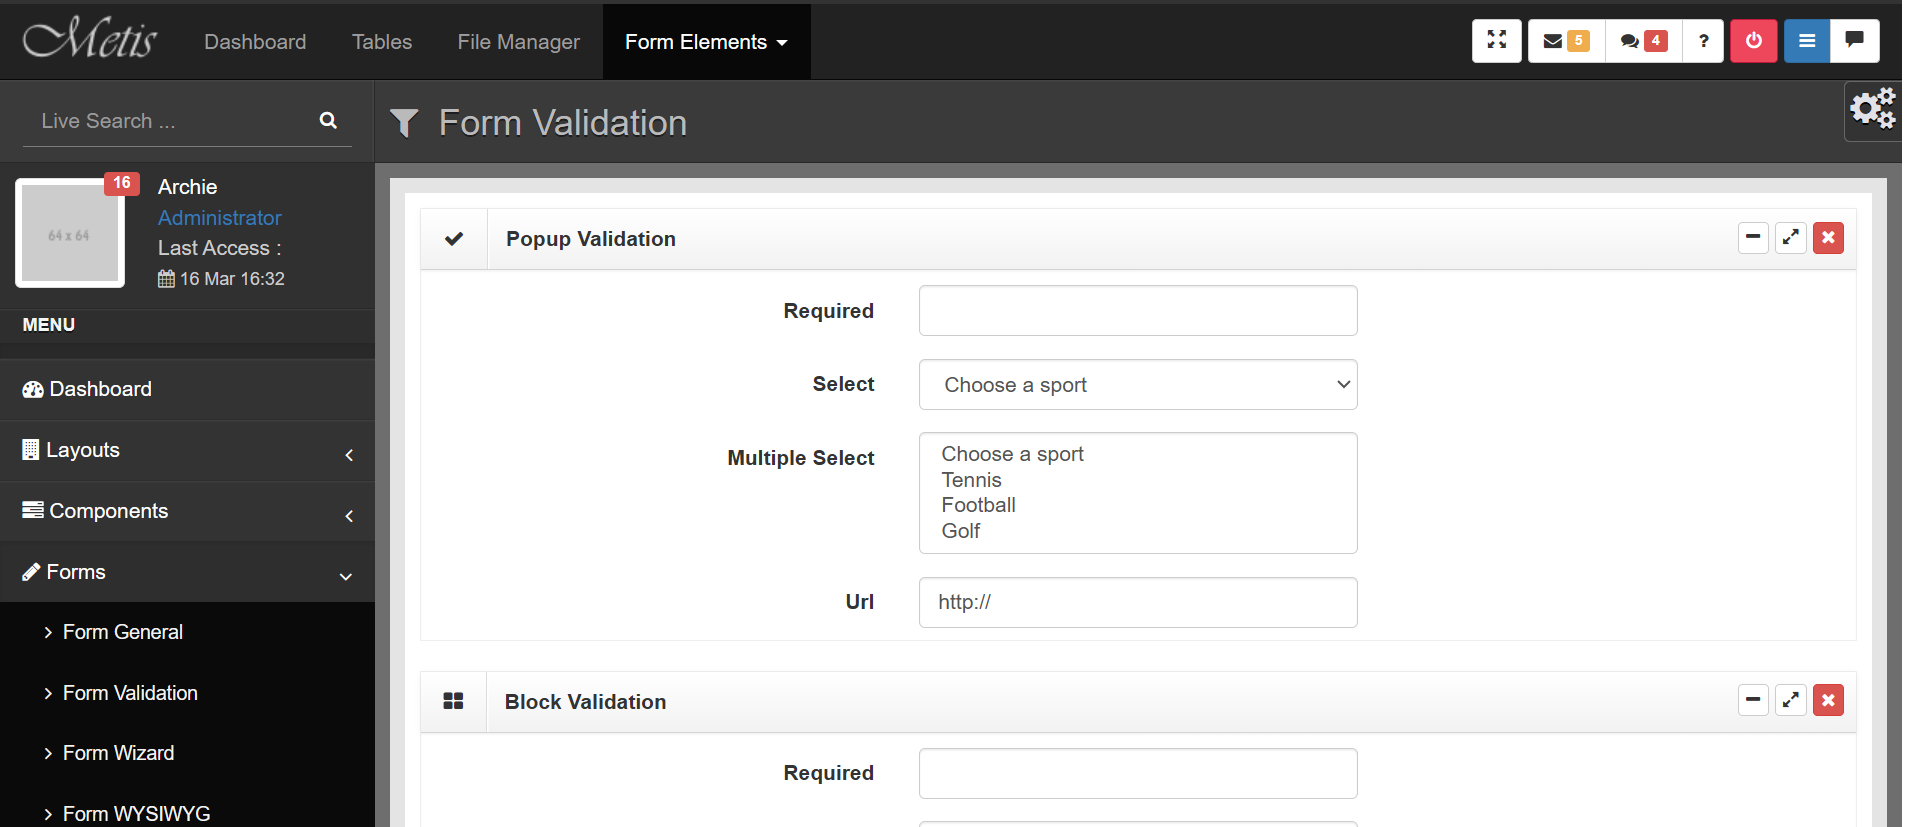 Metis
Dashboard
Tables
File Manager
Form Elements
5
4
?
Live Search ...
Form Validation
16
64 x 64
Archie
Administrator
Last Access :
16 Mar 16:32
MENU
Dashboard
Layouts
Components
Forms
Form General
Form Validation
Form Wizard
Form WYSIWYG
Popup Validation
Required
Select
Choose a sport
Multiple Select
Choose a sport
Tennis
Football
Golf
Url
http://
Block Validation
Required